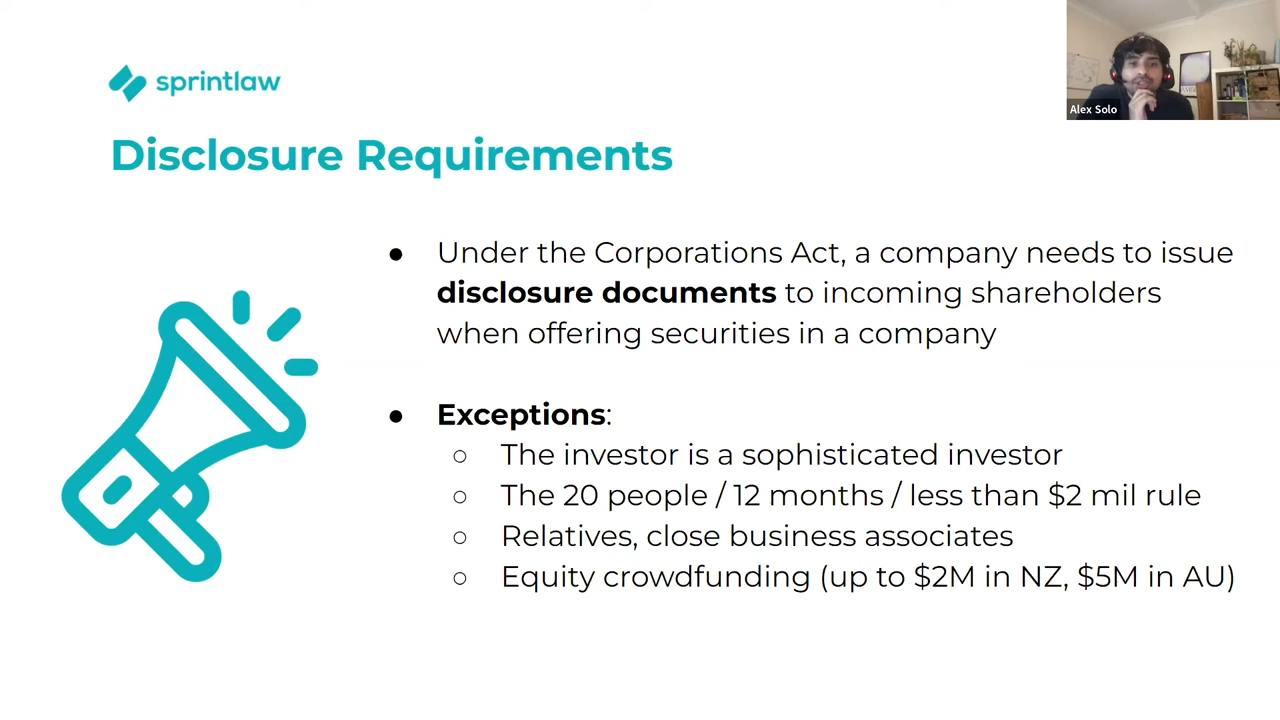 sprintlaw
Alex Solo
Disclosure Requirements
● Under the Corporations Act, a company needs to issue
disclosure documents to incoming shareholders
when offering securities in a company
● Exceptions:
○ The investor is a sophisticated investor
○ The 20 people / 12 months / less than $2 mil rule
○ Relatives, close business associates
○ Equity crowdfunding (up to $2M in NZ, $5M in AU)